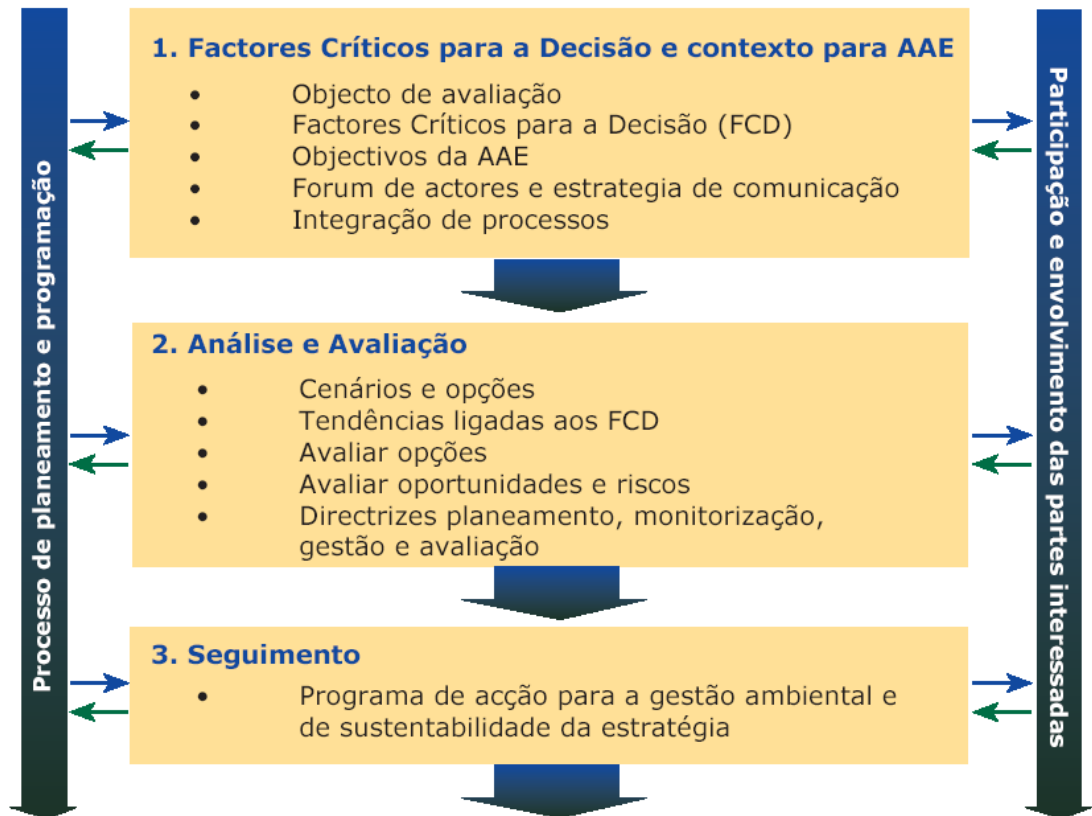 Processo de planeamento e programação
1. Factores Críticos para a Decisão e contexto para AAE
• Objecto de avaliação
• Factores Críticos para a Decisão (FCD)
• Objectivos da AAE
• Forum de actores e estrategia de comunicação
• Integração de processos
2. Análise e Avaliação
• Cenários e opções
• Tendências ligadas aos FCD
• Avaliar opções
• Avaliar oportunidades e riscos
• Directrizes planeamento, monitorização,
gestão e avaliação
3. Seguimento
• Programa de acção para a gestão ambiental e
de sustentabilidade da estratégia
Participação e envolvimento das partes interessadas